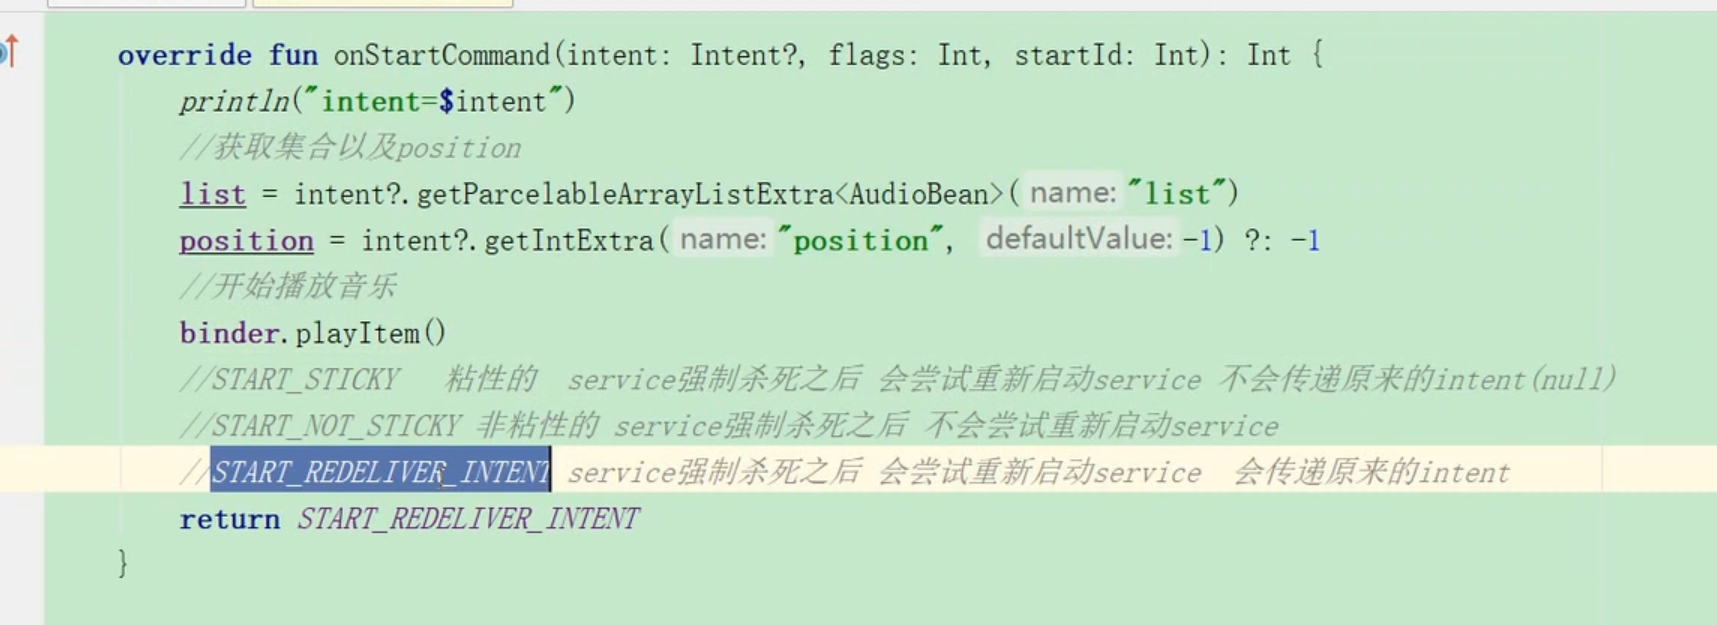 override fun onStartCommand(intent: Intent?, flags: Int, startId: Int): Int {
println("intent=$intent")
//获取集合以及position
list = intent?.getParcelableArrayListExtra<AudioBean>( name: "list")
position = intent?.getIntExtra( name: "position", defaultValue: -1) ?: -1
//开始播放音乐
binder.playItem()
//START_STICKY 粘性的 service强制杀死之后 会尝试重新启动service 不会传递原来的intent(null)
//START_NOT_STICKY 非粘性的 service强制杀死之后 不会尝试重新启动service
//START_REDELIVER_INTENT service强制杀死之后 会尝试重新启动service 会传递原来的intent
return START_REDELIVER_INTENT
}